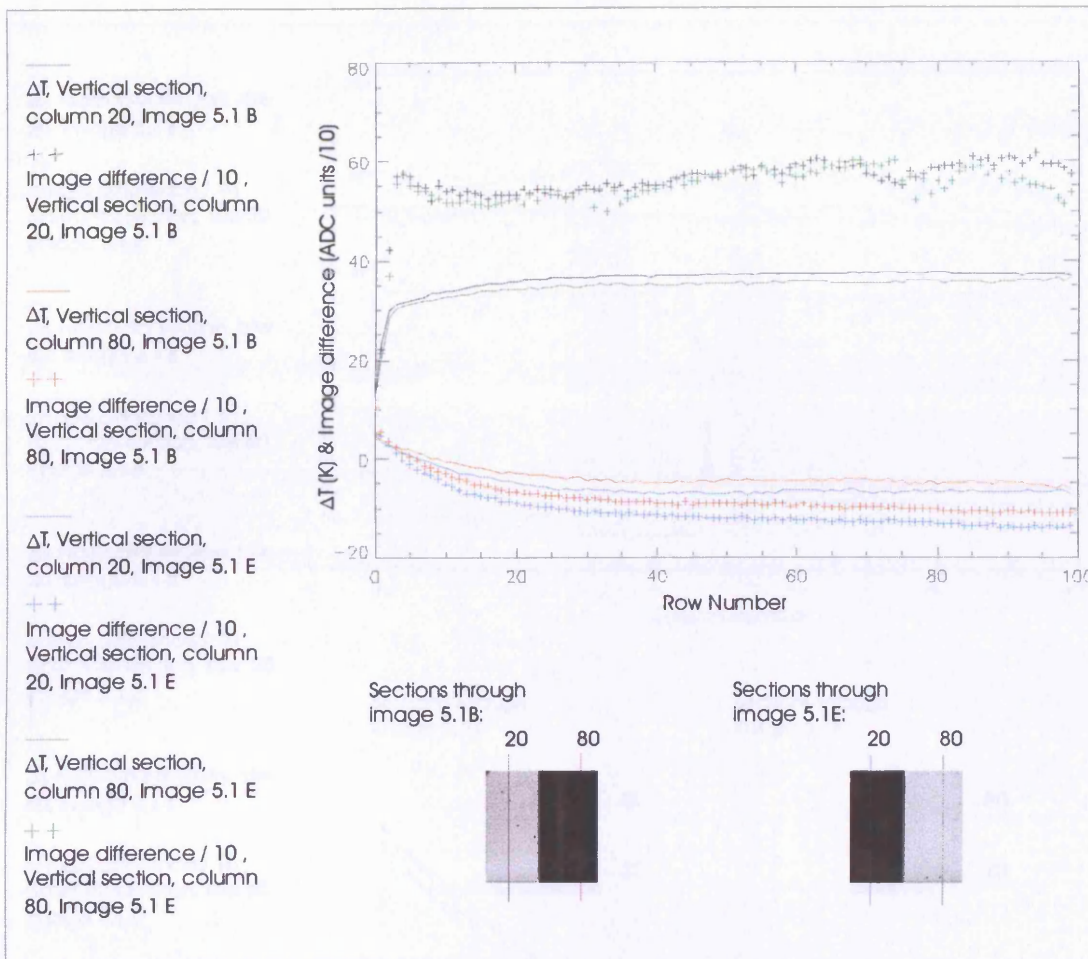 ΔT, Vertical section,
column 20, Image 5.1 B
+ +
Image difference / 10 ,
Vertical section, column
20, Image 5.1 B
ΔT, Vertical section,
column 80, Image 5.1 B
+ +
Image difference / 10 ,
Vertical section, column
80, Image 5.1 B
ΔT, Vertical section,
column 20, Image 5.1 E
+ +
Image difference / 10 ,
Vertical section, column
20, Image 5.1 E
ΔT, Vertical section,
column 80, Image 5.1 E
+ +
Image difference / 10 ,
Vertical section, column
80, Image 5.1 E
ΔT (K) & Image difference (ADC units /10)
80
60
40
20
0
−20
0 20 40 60 80 100
Row Number
Sections through
image 5.1B:
20 80
Sections through
image 5.1E:
20 80